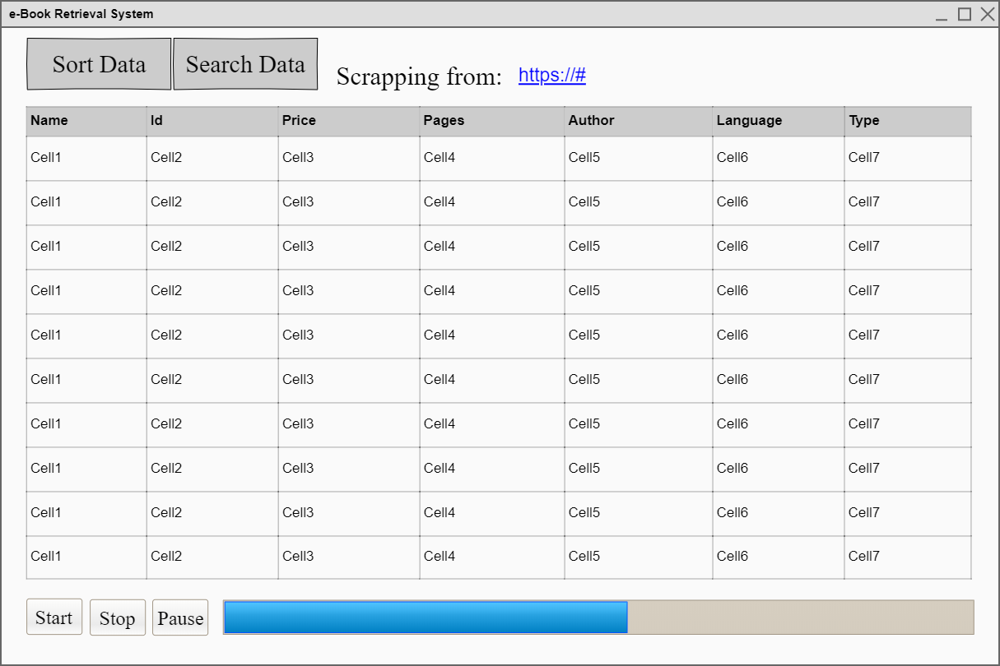 e-Book Retrieval System
Sort Data Search Data Scrapping from: https://#
Name Id Price Pages Author Language Type
Cell1 Cell2 Cell3 Cell4 Cell5 Cell6 Cell7
Cell1 Cell2 Cell3 Cell4 Cell5 Cell6 Cell7
Cell1 Cell2 Cell3 Cell4 Cell5 Cell6 Cell7
Cell1 Cell2 Cell3 Cell4 Cell5 Cell6 Cell7
Cell1 Cell2 Cell3 Cell4 Cell5 Cell6 Cell7
Cell1 Cell2 Cell3 Cell4 Cell5 Cell6 Cell7
Cell1 Cell2 Cell3 Cell4 Cell5 Cell6 Cell7
Cell1 Cell2 Cell3 Cell4 Cell5 Cell6 Cell7
Cell1 Cell2 Cell3 Cell4 Cell5 Cell6 Cell7
Cell1 Cell2 Cell3 Cell4 Cell5 Cell6 Cell7
Start Stop Pause